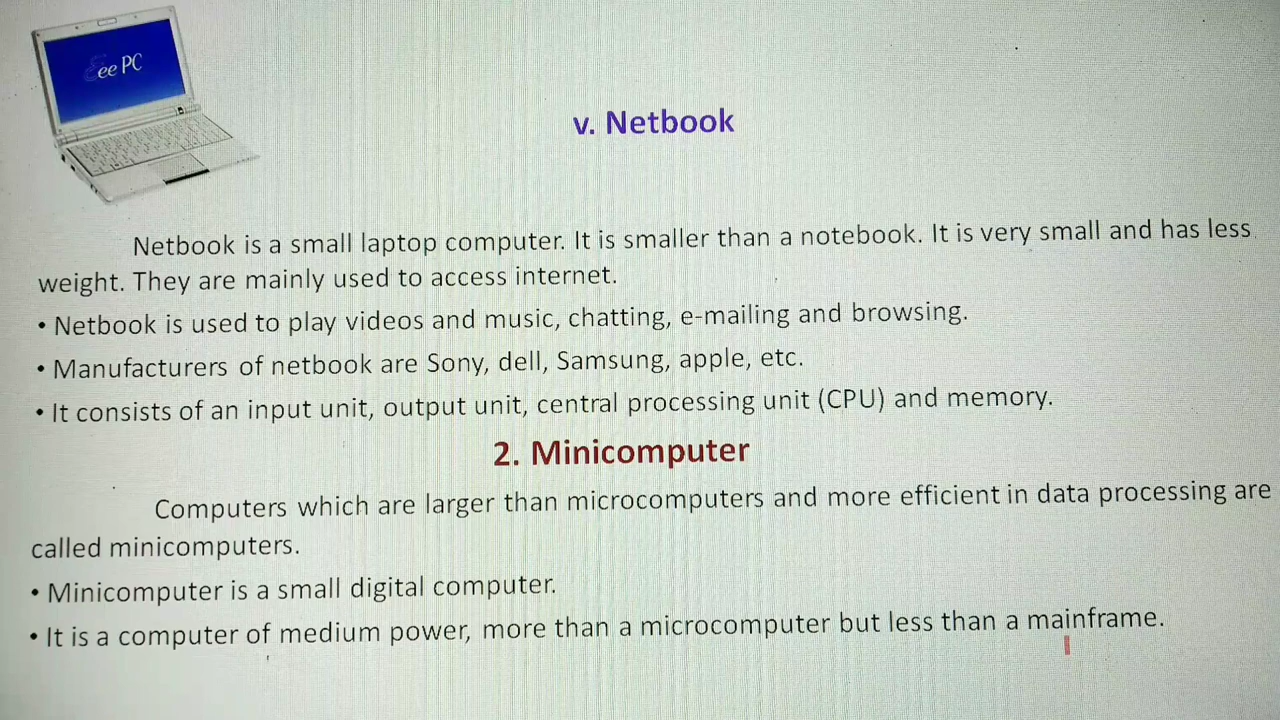 Eee PC
v. Netbook
Netbook is a small laptop computer. It is smaller than a notebook. It is very small and has less
weight. They are mainly used to access internet.
• Netbook is used to play videos and music, chatting, e-mailing and browsing.
• Manufacturers of netbook are Sony, dell, Samsung, apple, etc.
• It consists of an input unit, output unit, central processing unit (CPU) and memory.
2. Minicomputer
Computers which are larger than microcomputers and more efficient in data processing are
called minicomputers.
• Minicomputer is a small digital computer.
• It is a computer of medium power, more than a microcomputer but less than a mainframe.